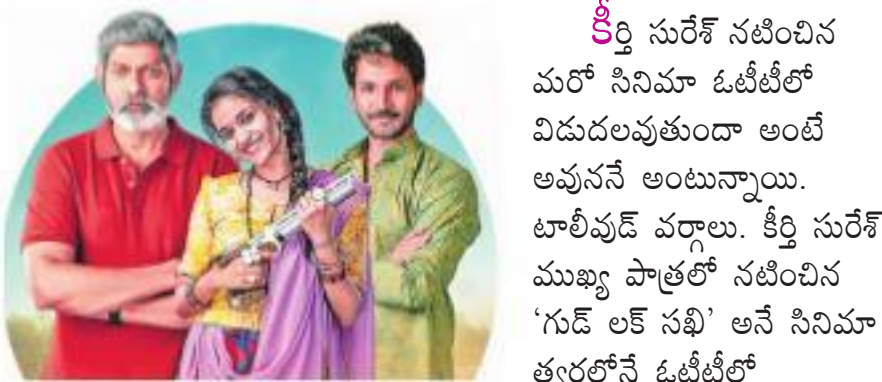 కీర్తి సురేశ్ నటించిన
మరో సినిమా ఓటీటీలో
విడుదలవుతుందా అంటే
అవుననే అంటున్నాయి.
టాలీవుడ్ వర్గాలు. కీర్తి సురేశ్
ముఖ్య పాత్రలో నటించిన
‘గుడ్ లక్ సఖి’ అనే సినిమా
త్వరలోనే ఓటీటీలో